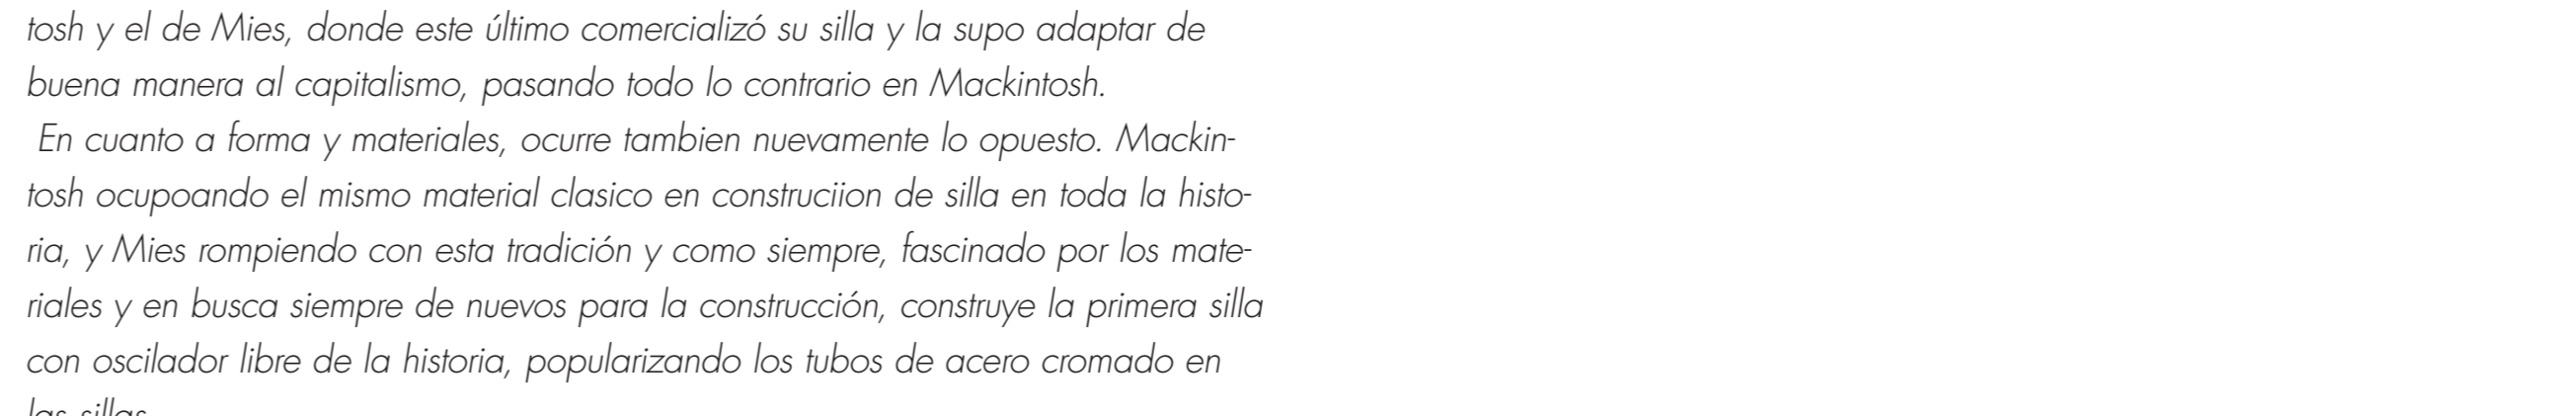 tosh y el de Mies, donde este último comercializó su silla y la supo adaptar de
buena manera al capitalismo, pasando todo lo contrario en Mackintosh.
En cuanto a forma y materiales, ocurre tambien nuevamente lo opuesto. Mackin-
tosh ocupoando el mismo material clasico en construciion de silla en toda la histo-
ria, y Mies rompiendo con esta tradición y como siempre, fascinado por los mate-
riales y en busca siempre de nuevos para la construcción, construye la primera silla
con oscilador libre de la historia, popularizando los tubos de acero cromado en
las sillas